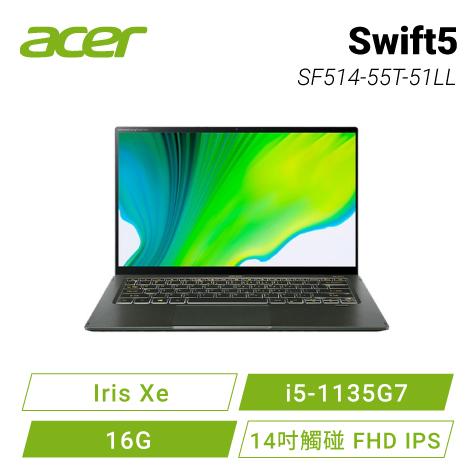 acer
Swift5
SF514-55T-51LL
Iris Xe
i5-1135G7
16G
14吋觸碰 FHD IPS